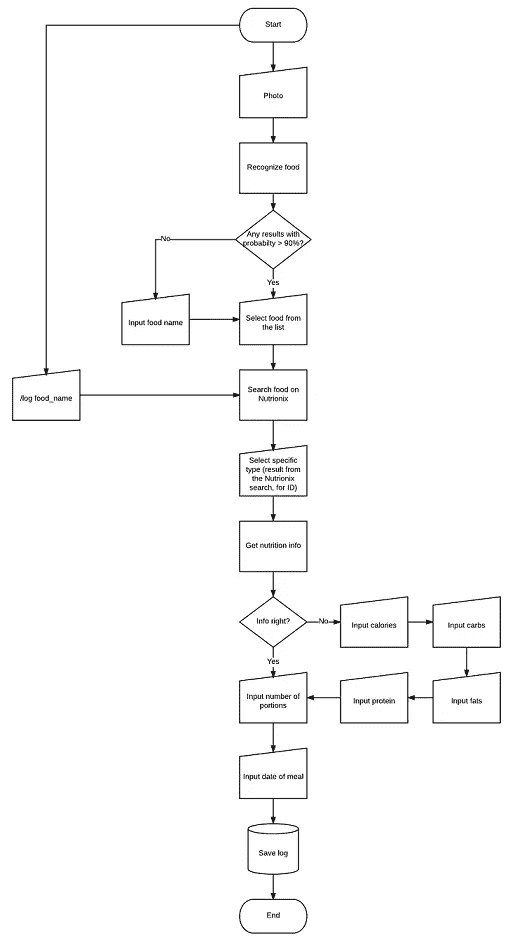 Start
Photo
Recognize food
Any results with
probabilty > 90%?
No
Yes
Input food name
Select food from
the list
/log food_name
Search food on
Nutrionix
Select specific
type (result from
the Nutrionix
search, for ID)
Get nutrition info
Info right?
No
Input calories
Input carbs
Yes
Input number of
portions
Input protein
Input fats
Input date of meal
Save log
End